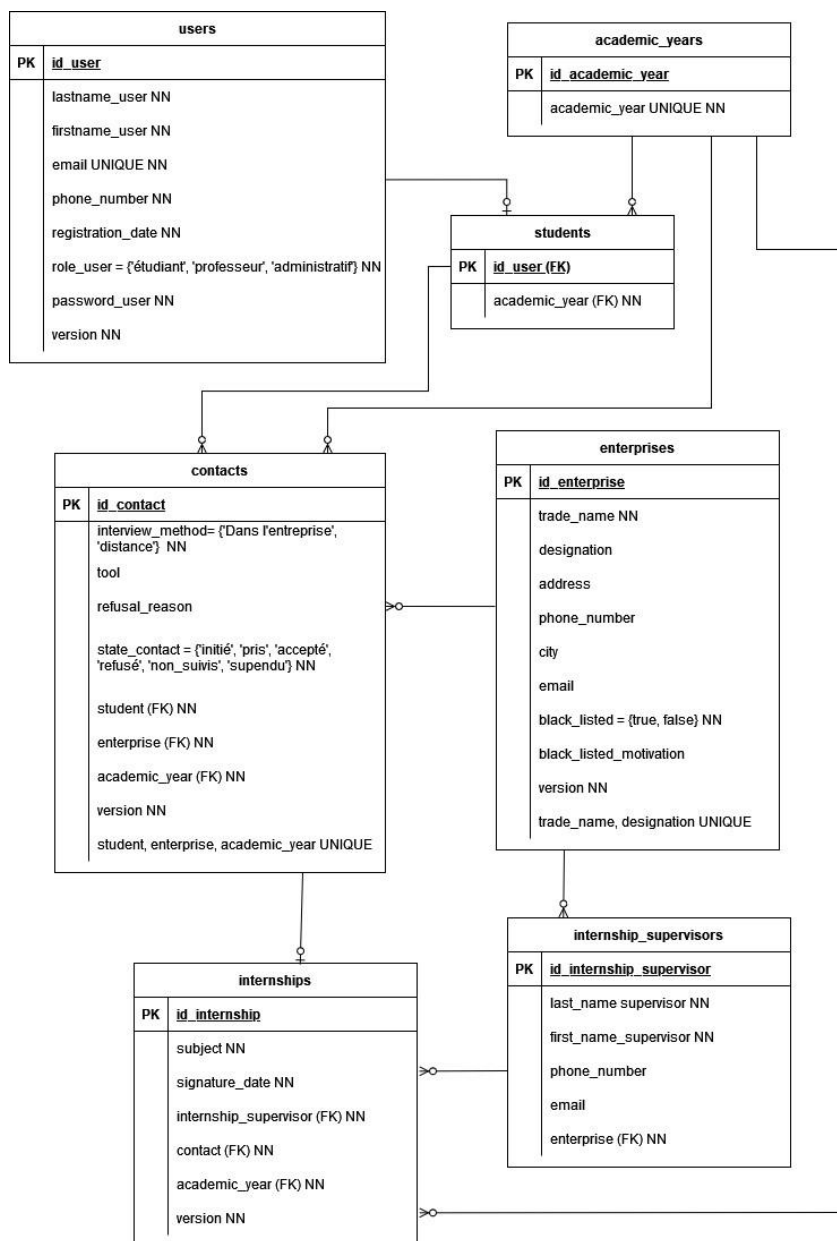 users
PK id_user
lastname_user NN
firstname_user NN
email UNIQUE NN
phone_number NN
registration_date NN
role_user = {'étudiant', 'professeur', 'administratif'} NN
password_user NN
version NN
academic_years
PK id_academic_year
academic_year UNIQUE NN
students
PK id_user (FK)
academic_year (FK) NN
contacts
PK id_contact
interview_method= {'Dans l'entreprise',
'distance'} NN
tool
refusal_reason
state_contact = {'initié', 'pris', 'accepté',
'refusé', 'non_suivis', 'supendu'} NN
student (FK) NN
enterprise (FK) NN
academic_year (FK) NN
version NN
student, enterprise, academic_year UNIQUE
enterprises
PK id_enterprise
trade_name NN
designation
address
phone_number
city
email
black_listed = {true, false} NN
black_listed_motivation
version NN
trade_name, designation UNIQUE
internships
PK id_internship
subject NN
signature_date NN
internship_supervisor (FK) NN
contact (FK) NN
academic_year (FK) NN
version NN
internship_supervisors
PK id_internship_supervisor
last_name supervisor NN
first_name_supervisor NN
phone_number
email
enterprise (FK) NN